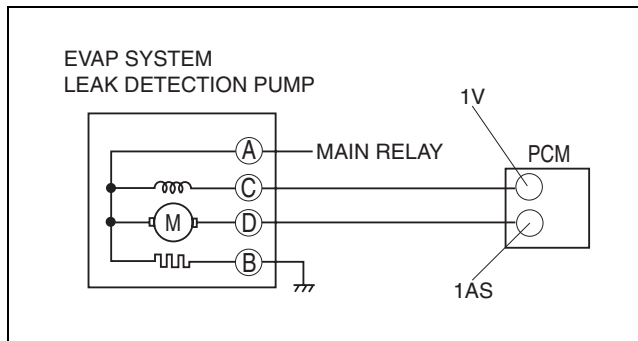 EVAP SYSTEM
LEAK DETECTION PUMP
1V
PCM
A
MAIN RELAY
C
M
D
B
1AS